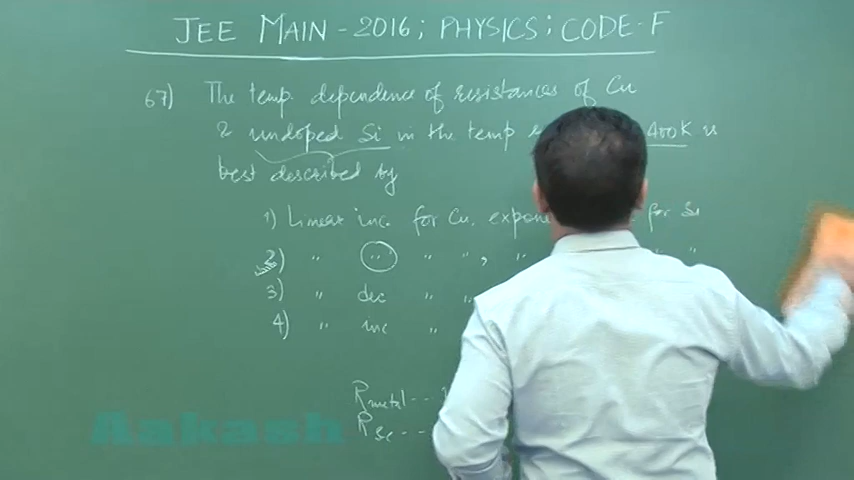 JEE MAIN - 2016; PHYSICS; CODE-F
67) The temp. dependence of resistances of Cu
& undoped Si in the temp 400K is
best described by
1) Linear inc. for Cu, expon for Si
2) " " " " , " " "
3) " dec " "
4) " inc "
Rmetal --
RSc --
Aakash